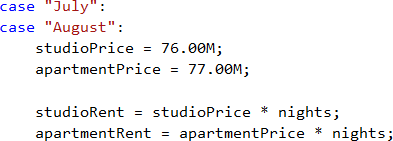 case "July":
case "August":
    studioPrice = 76.00M;
    apartmentPrice = 77.00M;

    studioRent = studioPrice * nights;
    apartmentRent = apartmentPrice * nights;